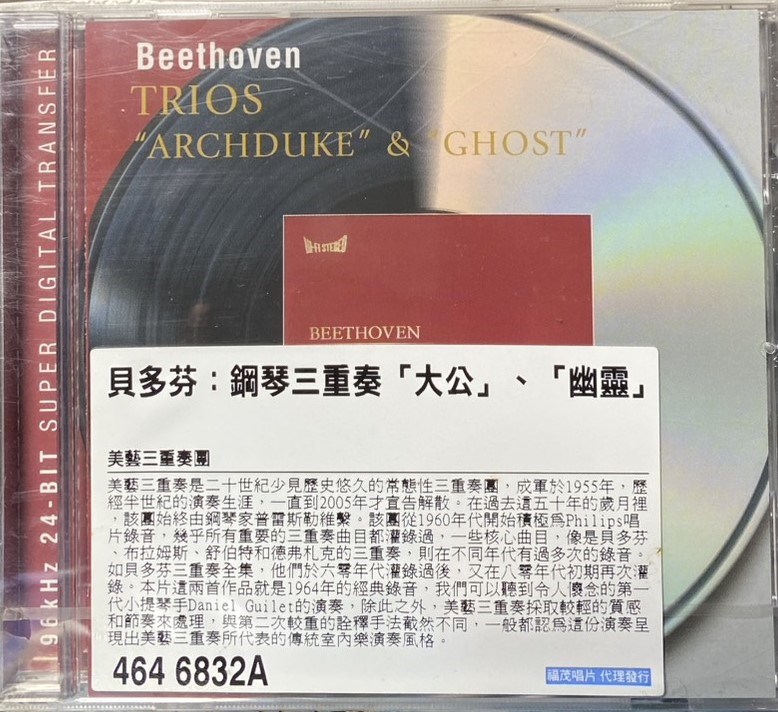 96kHz 24-BIT SUPER DIGITAL TRANSFER
Beethoven
TRIOS
"ARCHDUKE" & "GHOST"
HI-FI STEREO
BEETHOVEN
貝多芬：鋼琴三重奏「大公」、「幽靈」
美藝三重奏團
美藝三重奏是二十世紀少見歷史悠久的常態性三重奏團，成軍於1955年，歷
經半世紀的演奏生涯，一直到2005年才宣告解散。在過去這五十年的歲月裡
，該團始終由鋼琴家普雷斯勒維繫。該團從1960年代開始積極為Philips唱
片錄音，幾乎所有重要的三重奏曲目都灌錄過，一些核心曲目，像是貝多芬
、布拉姆斯、舒伯特和德弗札克的三重奏，則在不同年代有過多次的錄音。
如貝多芬三重奏全集，他們於六零年代灌錄過後，又在八零年代初期再次灌
錄。本片這兩首作品就是1964年的經典錄音，我們可以聽到令人懷念的第一
代小提琴手Daniel Guilet的演奏，除此之外，美藝三重奏採取較輕的質感
和節奏來處理，與第二次較重的詮釋手法截然不同，一般都認為這份演奏呈
現出美藝三重奏所代表的傳統室內樂演奏風格。
464 6832A
福茂唱片 代理發行